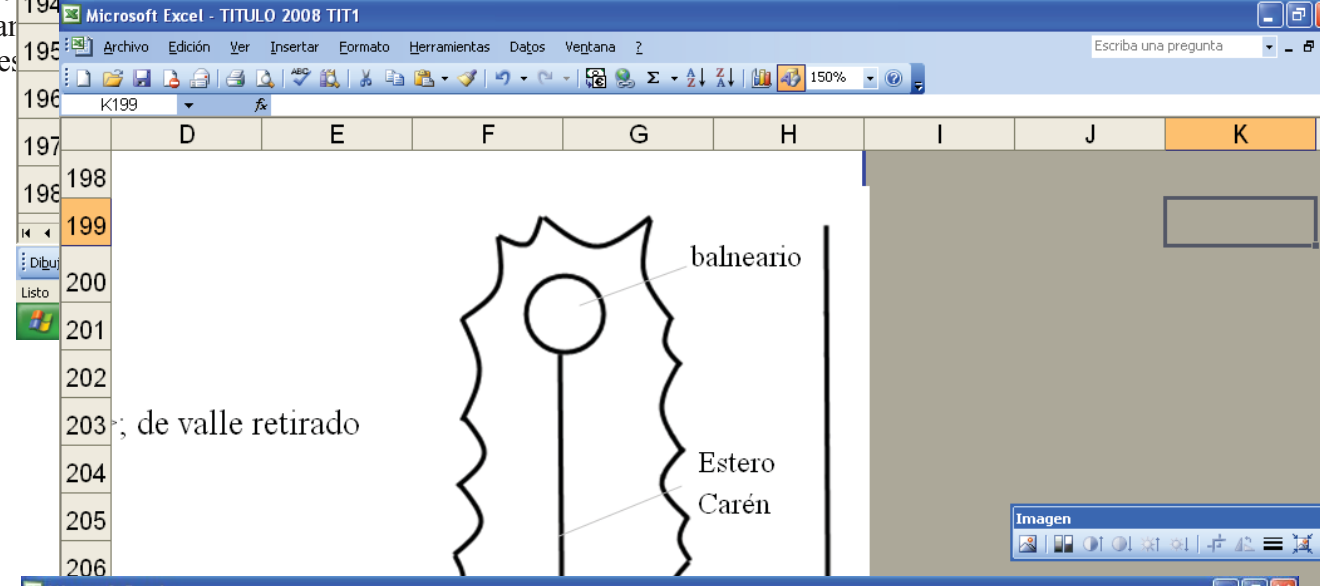 194
195
196
197
198
Dibuj
Listo
Microsoft Excel - TITULO 2008 TIT1
Archivo Edición Ver Insertar Formato Herramientas Datos Ventana ?
Escriba una pregunta
150%
K199 fx
D E F G H I J K
198
199
200
201
202
203
204
205
206
balneario
; de valle retirado
Estero
Carén
Imagen